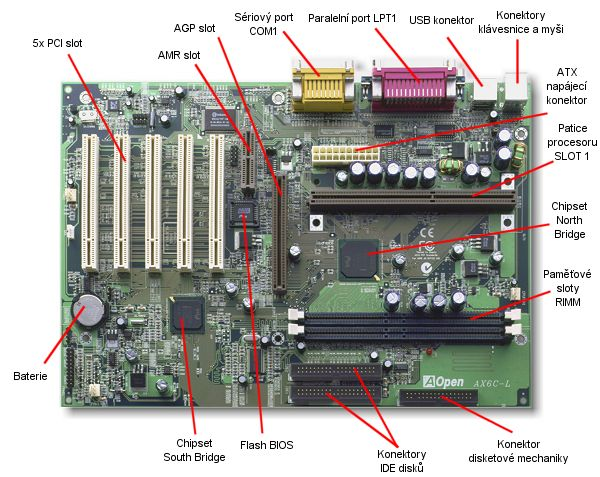 Sériový port
COM1
Paralelní port LPT1
USB konektor
Konektory
klávesnice a myši
AGP slot
5x PCI slot
AMR slot
ATX
napájecí
konektor
Patice
procesoru
SLOT 1
Chipset
North
Bridge
Paměťové
sloty
RIMM
Baterie
Chipset
South Bridge
Flash BIOS
Konektory
IDE disků
Konektor
disketové mechaniky
AOpen
AX6C-L
CE